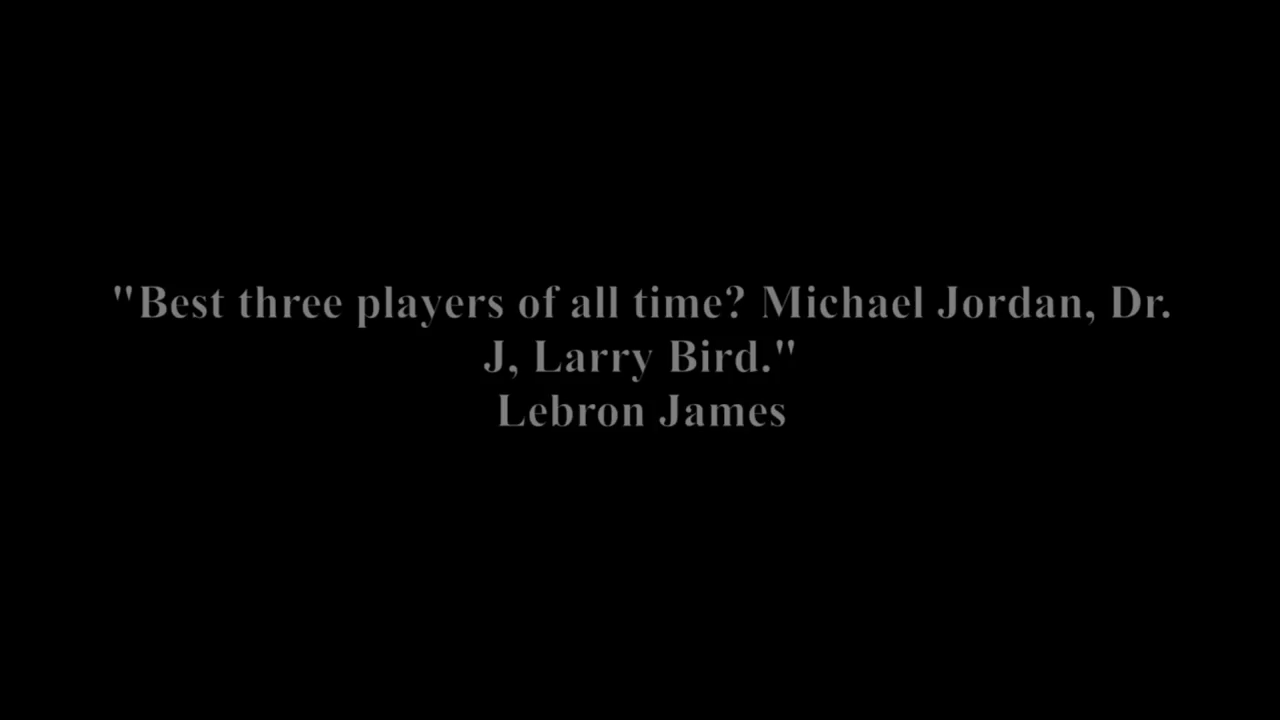 "Best three players of all time? Michael Jordan, Dr.
J, Larry Bird."
Lebron James